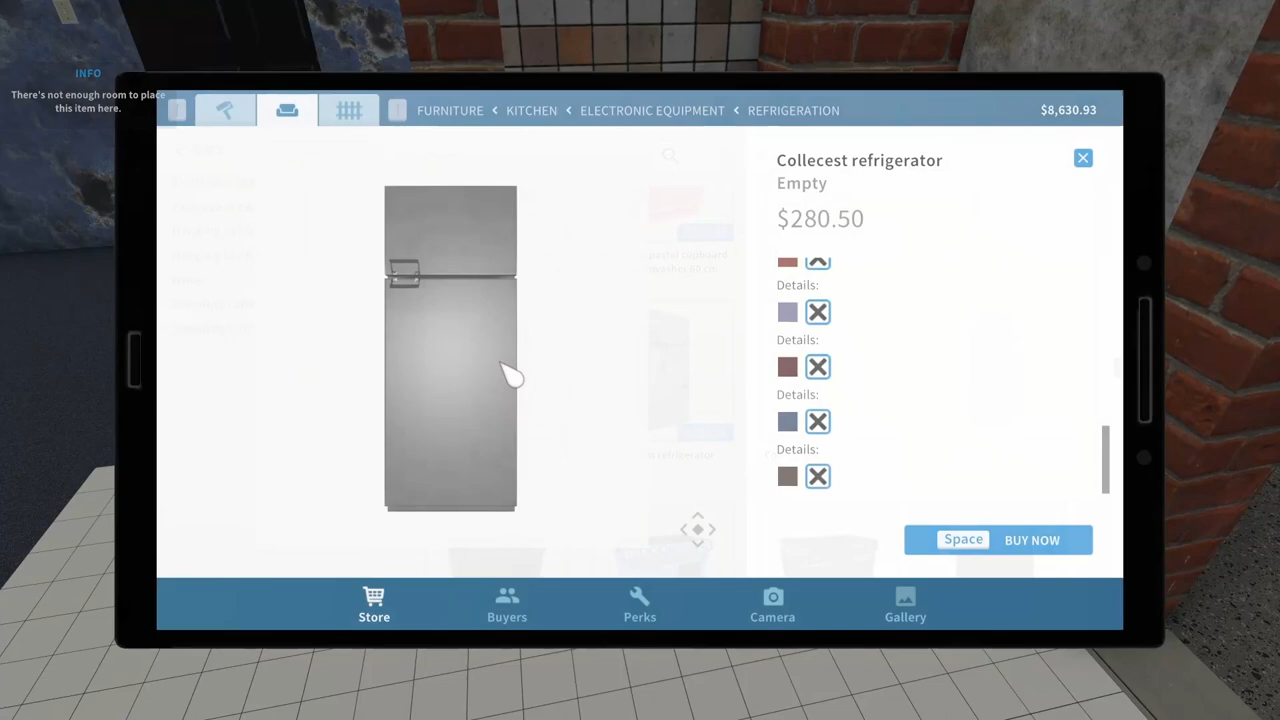 INFO
There's not enough room to place
this item here.
FURNITURE < KITCHEN < ELECTRONIC EQUIPMENT < REFRIGERATION
$8,630.93
Collecest refrigerator
Empty
$280.50
Details:
Details:
Details:
Details:
Space BUY NOW
Store
Buyers
Perks
Camera
Gallery